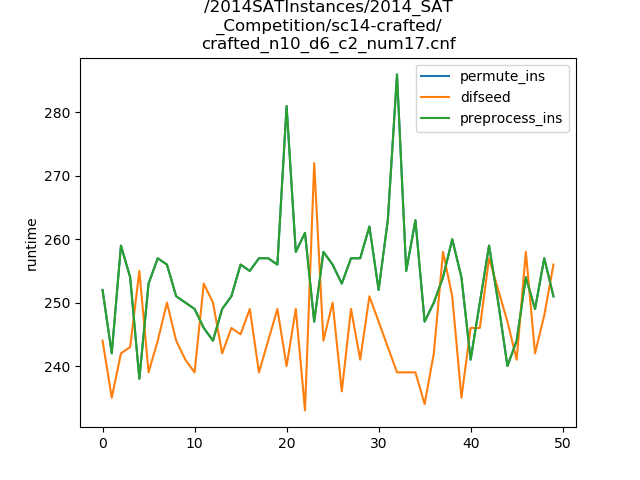 /2014SATInstances/2014_SAT
_Competition/sc14-crafted/
crafted_n10_d6_c2_num17.cnf
permute_ins
difseed
preprocess_ins
runtime
280
270
260
250
240
0 10 20 30 40 50